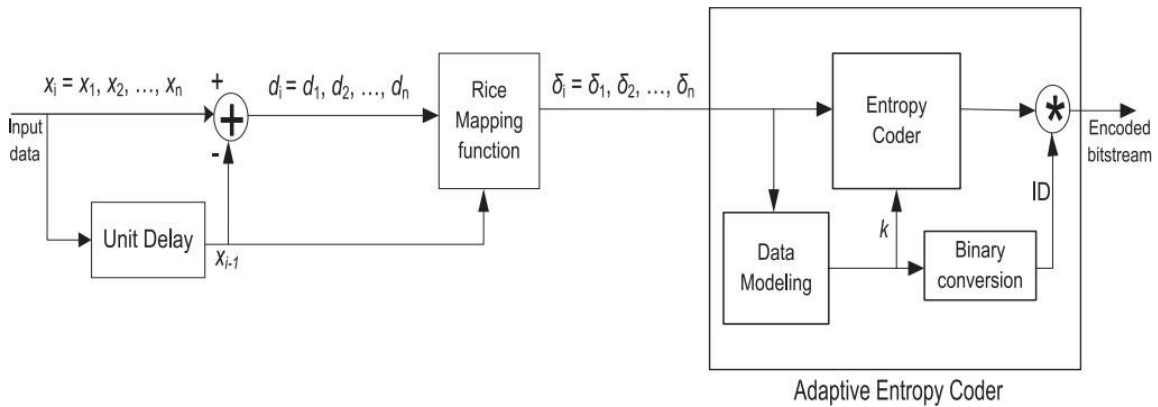 xᵢ = x₁, x₂, ..., xₙ
+
dᵢ = d₁, d₂, ..., dₙ
Rice
Mapping
function
δᵢ = δ₁, δ₂, ..., δₙ
Entropy
Coder
*
Encoded
bitstream
Input
data
+
-
Unit Delay
xᵢ₋₁
Data
Modeling
k
Binary
conversion
ID
Adaptive Entropy Coder